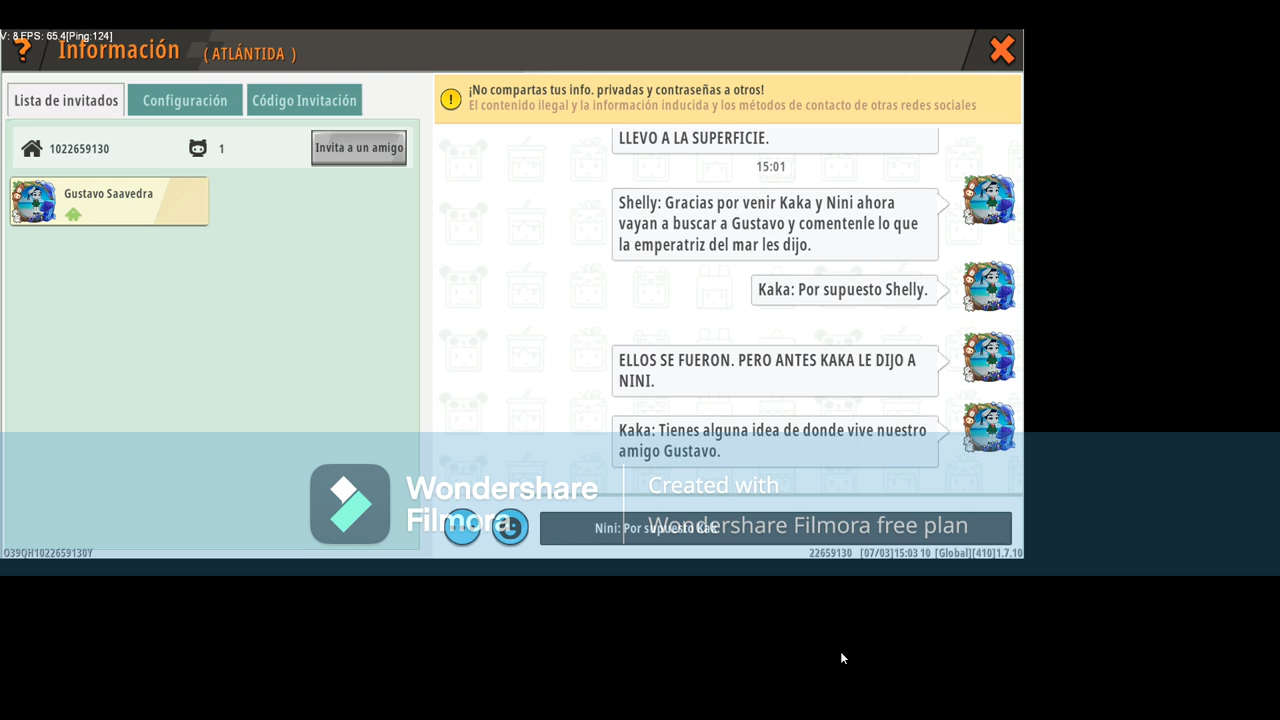 V: 8 FPS: 65.4[Ping:124]
? Información ( ATLÁNTIDA )
Lista de invitados
Configuración
Código Invitación
1022659130
1
Invita a un amigo
Gustavo Saavedra
¡No compartas tus info. privadas y contraseñas a otros!
El contenido ilegal y la información inducida y los métodos de contacto de otras redes sociales
LLEVO A LA SUPERFICIE.
15:01
Shelly: Gracias por venir Kaka y Nini ahora
vayan a buscar a Gustavo y comentenle lo que
la emperatriz del mar les dijo.
Kaka: Por supuesto Shelly.
ELLOS SE FUERON. PERO ANTES KAKA LE DIJO A
NINI.
Kaka: Tienes alguna idea de donde vive nuestro
amigo Gustavo.
Wondershare
Filmora
Created with
Wondershare Filmora free plan
Nini: Por supuesto
O39QH1022659130Y
22659130 [07/03]15:03 10 [Global][410]1.7.10